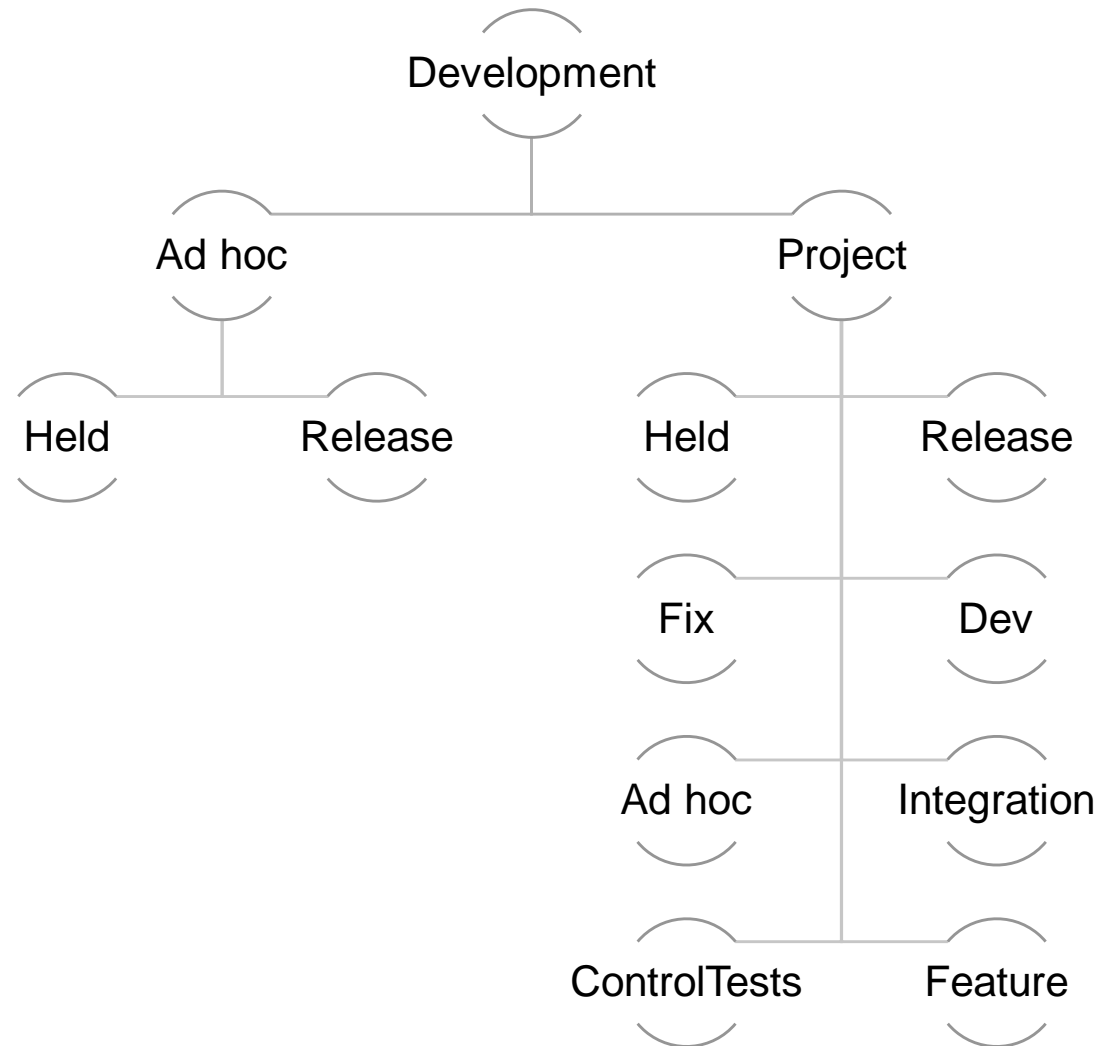 Development
Ad hoc
Project
Held
Release
Held
Release
Fix
Dev
Ad hoc
Integration
ControlTests
Feature